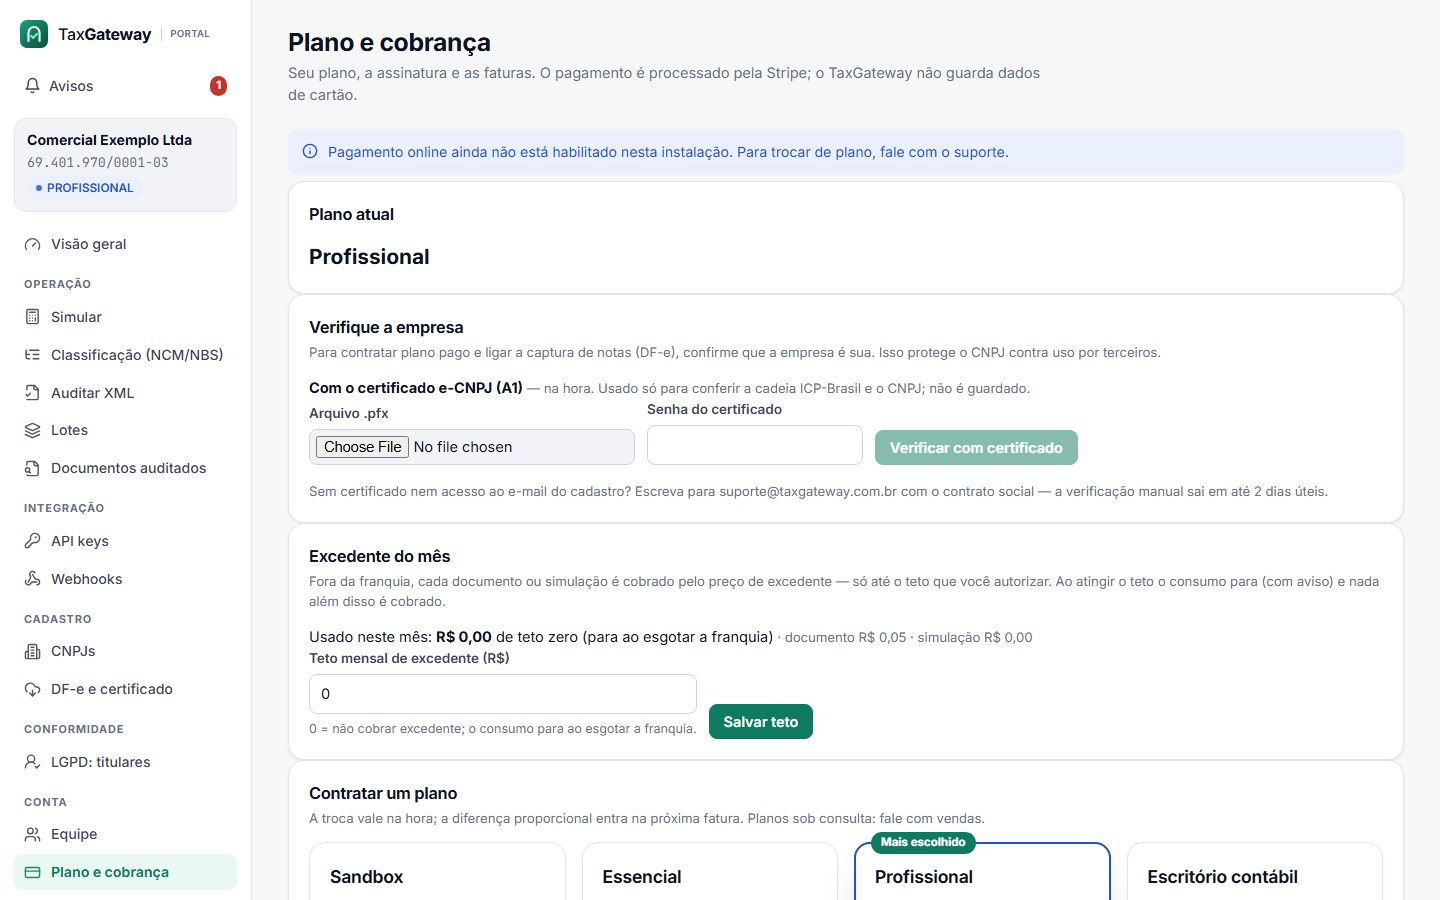 TaxGateway PORTAL
Avisos 1
Comercial Exemplo Ltda
69.401.970/0001-03
PROFISSIONAL
Visão geral
OPERAÇÃO
Simular
Classificação (NCM/NBS)
Auditar XML
Lotes
Documentos auditados
INTEGRAÇÃO
API keys
Webhooks
CADASTRO
CNPJs
DF-e e certificado
CONFORMIDADE
LGPD: titulares
CONTA
Equipe
Plano e cobrança
Plano e cobrança
Seu plano, a assinatura e as faturas. O pagamento é processado pela Stripe; o TaxGateway não guarda dados
de cartão.
Pagamento online ainda não está habilitado nesta instalação. Para trocar de plano, fale com o suporte.
Plano atual
Profissional
Verifique a empresa
Para contratar plano pago e ligar a captura de notas (DF-e), confirme que a empresa é sua. Isso protege o CNPJ contra uso por terceiros.
Com o certificado e-CNPJ (A1) — na hora. Usado só para conferir a cadeia ICP-Brasil e o CNPJ; não é guardado.
Arquivo .pfx
Senha do certificado
Choose File No file chosen
Verificar com certificado
Sem certificado nem acesso ao e-mail do cadastro? Escreva para suporte@taxgateway.com.br com o contrato social — a verificação manual sai em até 2 dias úteis.
Excedente do mês
Fora da franquia, cada documento ou simulação é cobrado pelo preço de excedente — só até o teto que você autorizar. Ao atingir o teto o consumo para (com aviso) e nada
além disso é cobrado.
Usado neste mês: R$ 0,00 de teto zero (para ao esgotar a franquia) · documento R$ 0,05 · simulação R$ 0,00
Teto mensal de excedente (R$)
0
0 = não cobrar excedente; o consumo para ao esgotar a franquia.
Salvar teto
Contratar um plano
A troca vale na hora; a diferença proporcional entra na próxima fatura. Planos sob consulta: fale com vendas.
Mais escolhido
Sandbox
Essencial
Profissional
Escritório contábil